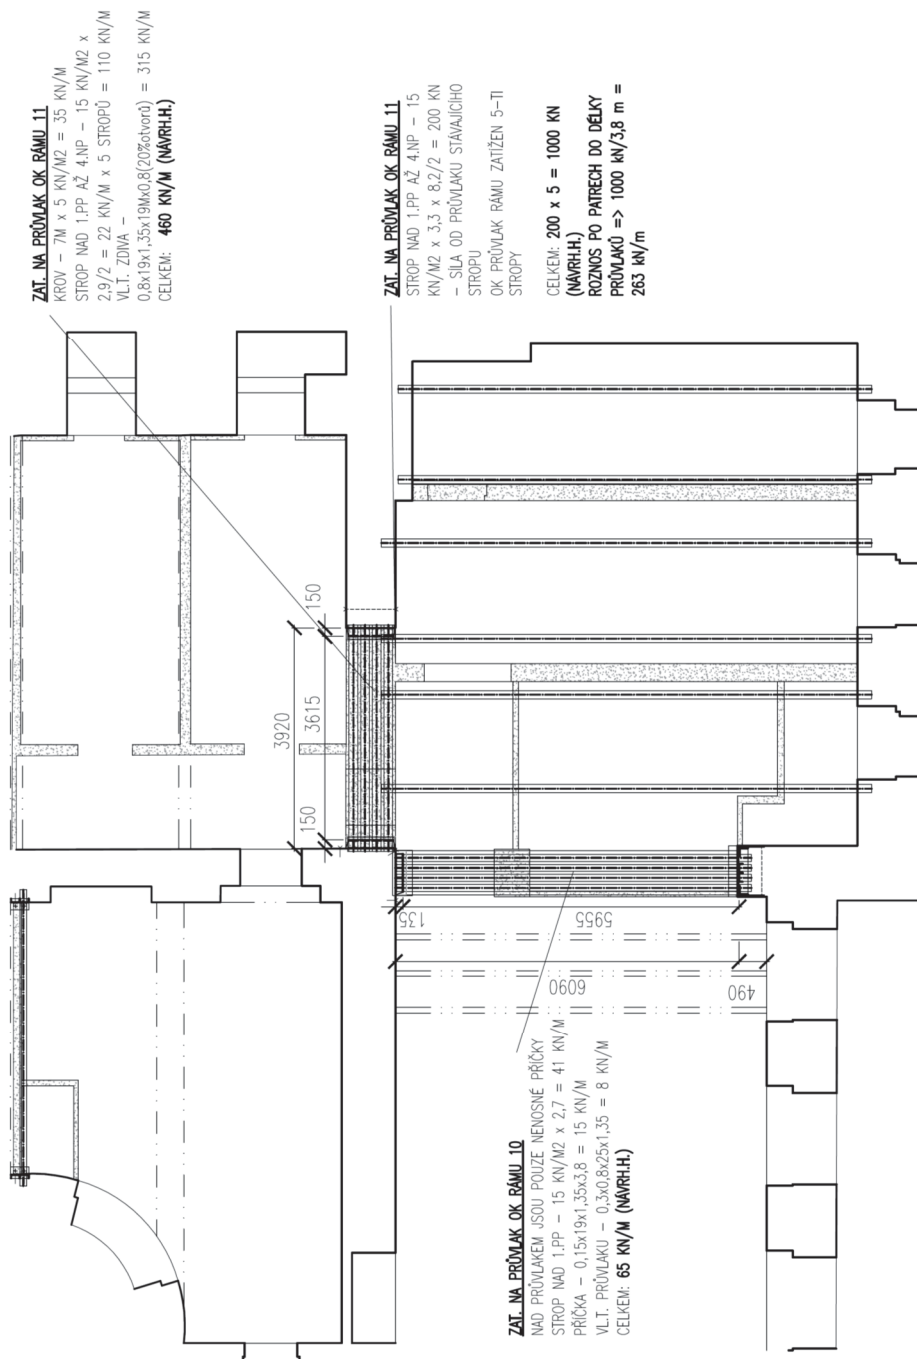 ZAT. NA PRŮVLAK OK RÁMU 11
KROV – 7M x 5 KN/M2 = 35 KN/M
STROP NAD 1.PP AŽ 4.NP – 15 KN/M2 x
2,9/2 = 22 KN/M x 5 STROPŮ = 110 KN/M
VL.T. ZDIVA –
0,8x19x1,35x19Mx0,8(20%otvorů) = 315 KN/M
CELKEM: 460 KN/M (NÁVRH.H.)
ZAT. NA PRŮVLAK OK RÁMU 11
STROP NAD 1.PP AŽ 4.NP – 15
KN/M2 x 3,3 x 8,2/2 = 200 KN
– SÍLA OD PRŮVLAKU STÁVAJÍCÍHO
STROPU
OK PRŮVLAK RÁMU ZATÍŽEN 5–TI
STROPY
CELKEM: 200 x 5 = 1000 KN
(NÁVRH.H.)
ROZNOS PO PATRECH DO DÉLKY
PRŮVLAKŮ => 1000 kN/3,8 m =
263 kN/m
3920
150
3615
150
135
5955
6090
490
ZAT. NA PRŮVLAK OK RÁMU 10
NAD PRŮVLAKEM JSOU POUZE NENOSNÉ PŘÍČKY
STROP NAD 1.PP – 15 KN/M2 x 2,7 = 41 KN/M
PŘÍČKA – 0,15x19x1,35x3,8 = 15 KN/M
VL.T. PRŮVLAKU – 0,3x0,8x25x1,35 = 8 KN/M
CELKEM: 65 KN/M (NÁVRH.H.)